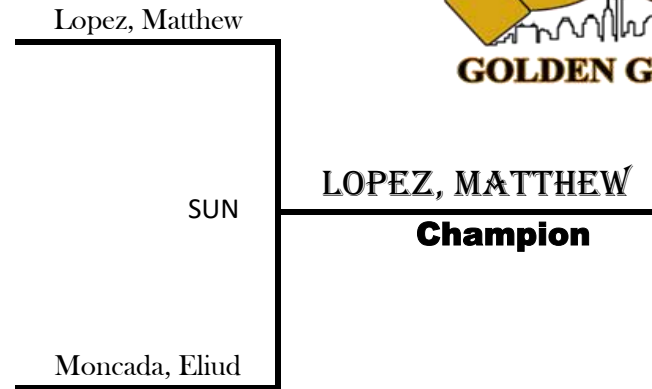 Lopez, Matthew
GOLDEN G
LOPEZ, MATTHEW
SUN
Champion
Moncada, Eliud